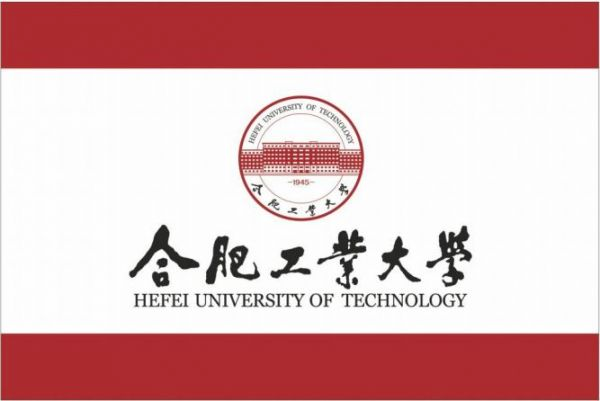 HEFEI UNIVERSITY OF TECHNOLOGY
-1945-
合肥工業大學
合肥工業大學
HEFEI UNIVERSITY OF TECHNOLOGY